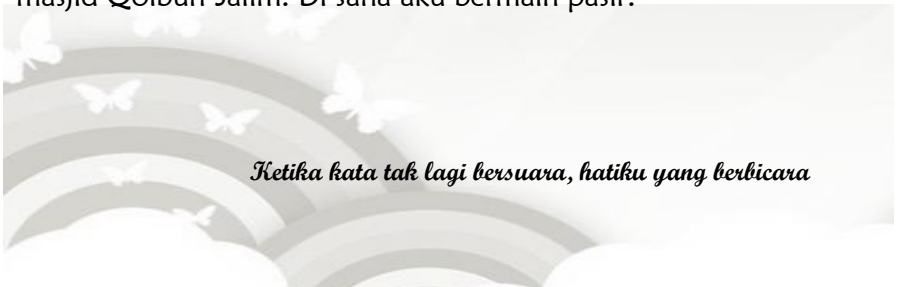 masjid Qolbun Salim. Di sana aku bermain pasir.
Ketika kata tak lagi bersuara, hatiku yang berbicara